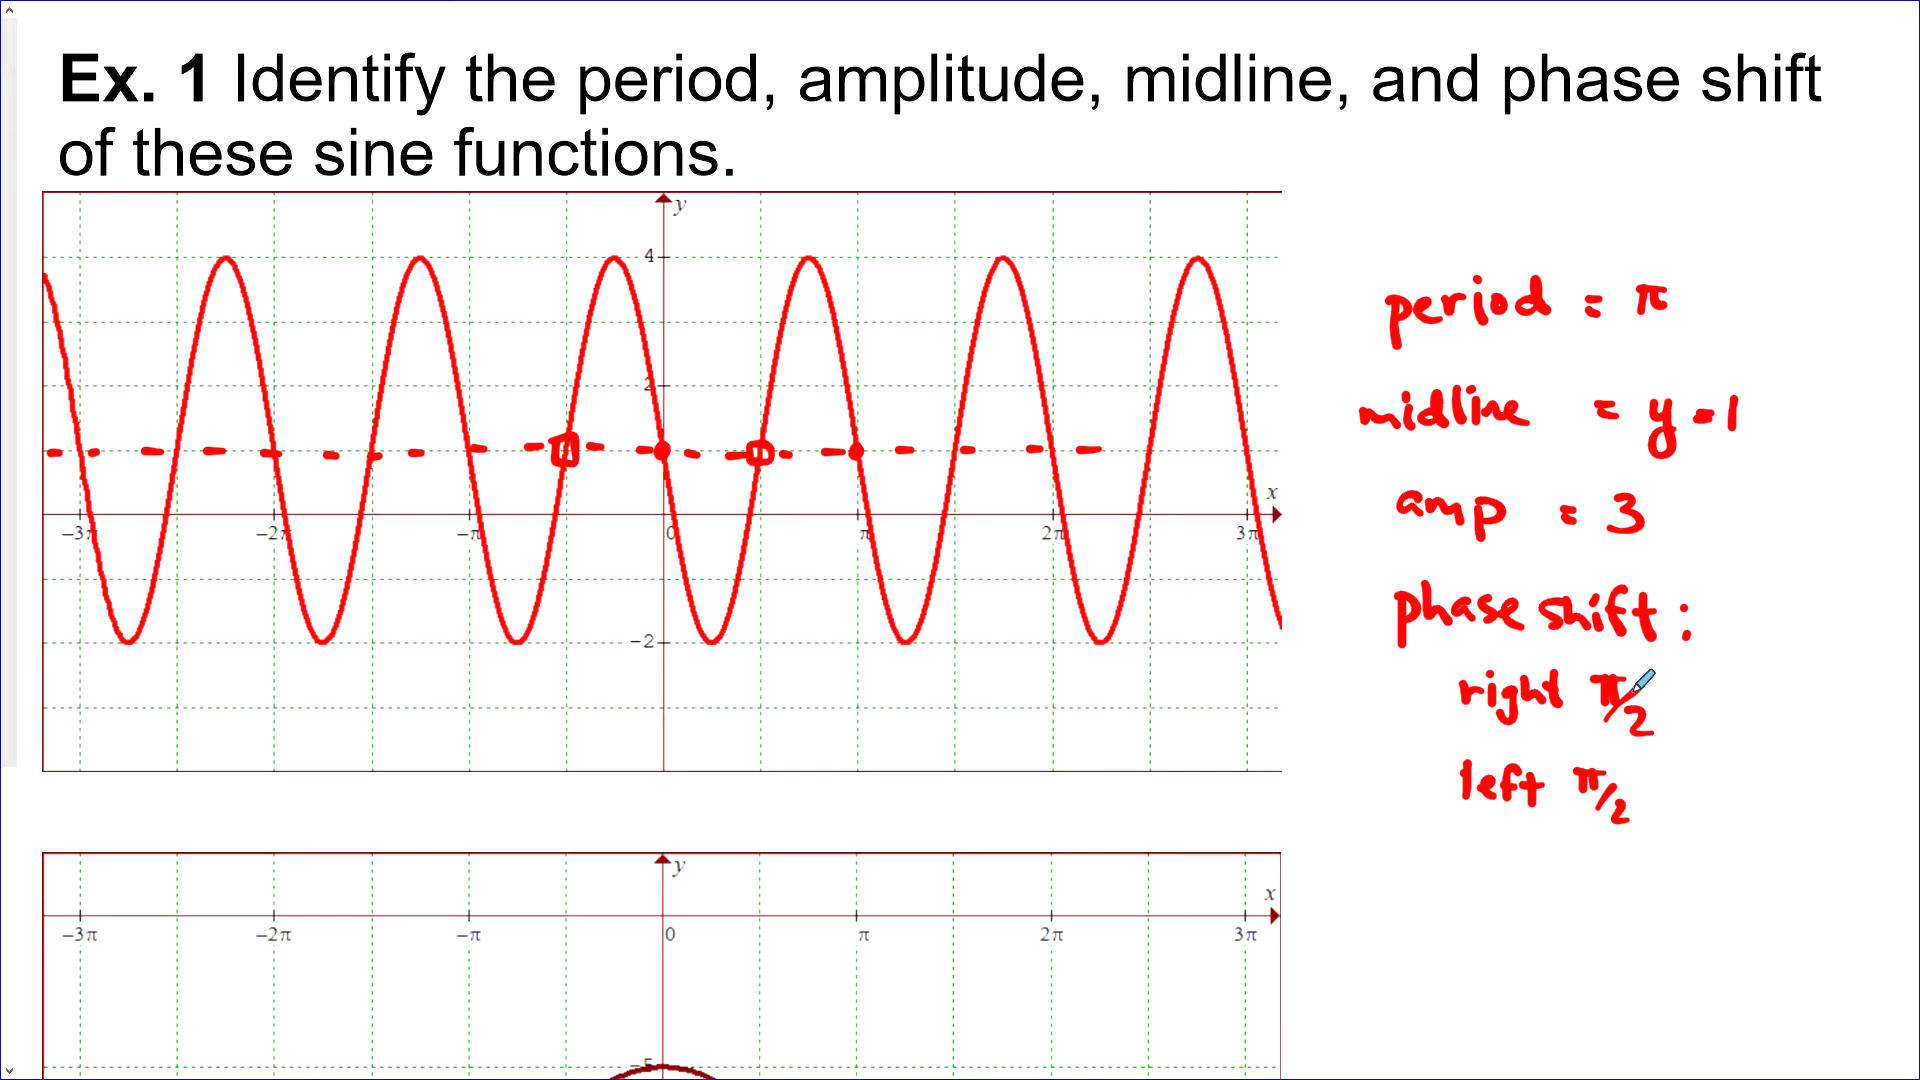 Ex. 1 Identify the period, amplitude, midline, and phase shift
of these sine functions.
y
4
2
x
−3π −2π −π 0 π 2π 3π
−2
period = π
midline = y=1
amp = 3
phase shift:
right π/2
left π/2
y
x
−3π −2π −π 0 π 2π 3π
−5